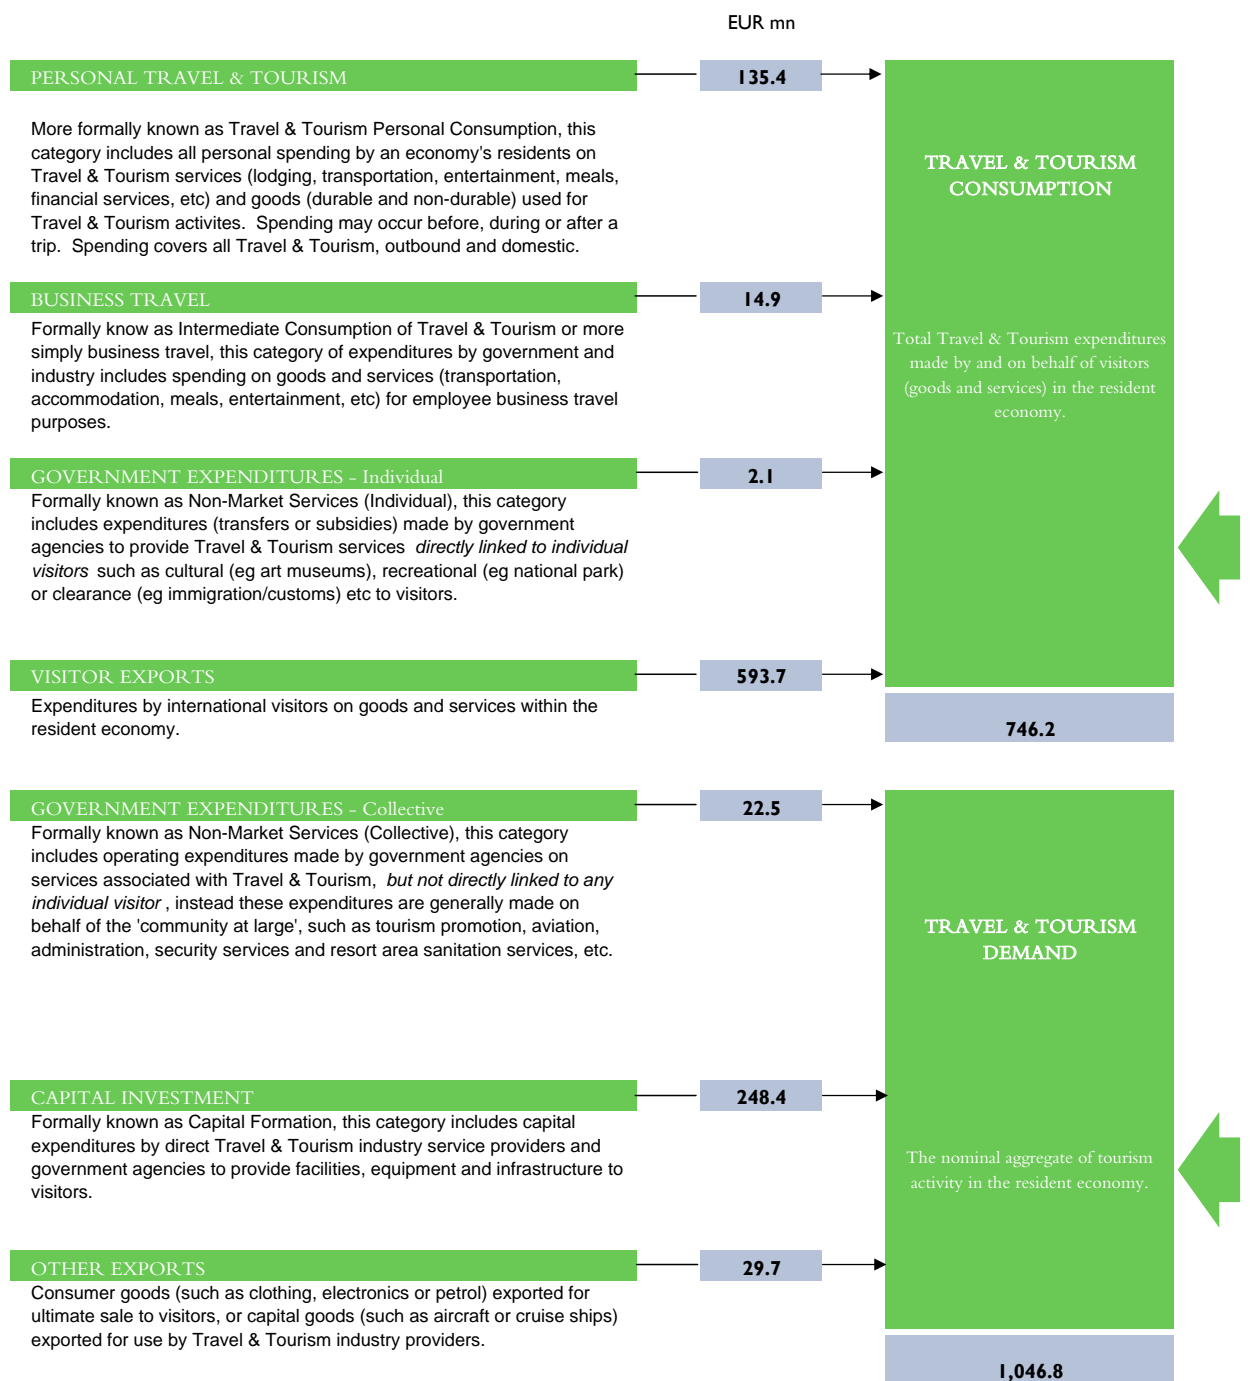 EUR mn
PERSONAL TRAVEL & TOURISM
135.4
More formally known as Travel & Tourism Personal Consumption, this
category includes all personal spending by an economy's residents on
Travel & Tourism services (lodging, transportation, entertainment, meals,
financial services, etc) and goods (durable and non-durable) used for
Travel & Tourism activites.  Spending may occur before, during or after a
trip.  Spending covers all Travel & Tourism, outbound and domestic.
TRAVEL & TOURISM
CONSUMPTION
BUSINESS TRAVEL
14.9
Formally know as Intermediate Consumption of Travel & Tourism or more
simply business travel, this category of expenditures by government and
industry includes spending on goods and services (transportation,
accommodation, meals, entertainment, etc) for employee business travel
purposes.
Total Travel & Tourism expenditures
made by and on behalf of visitors
(goods and services) in the resident
economy.
GOVERNMENT EXPENDITURES - Individual
2.1
Formally known as Non-Market Services (Individual), this category
includes expenditures (transfers or subsidies) made by government
agencies to provide Travel & Tourism services directly linked to individual
visitors such as cultural (eg art museums), recreational (eg national park)
or clearance (eg immigration/customs) etc to visitors.
VISITOR EXPORTS
593.7
Expenditures by international visitors on goods and services within the
resident economy.
746.2
GOVERNMENT EXPENDITURES - Collective
22.5
Formally known as Non-Market Services (Collective), this category
includes operating expenditures made by government agencies on
services associated with Travel & Tourism, but not directly linked to any
individual visitor, instead these expenditures are generally made on
behalf of the 'community at large', such as tourism promotion, aviation,
administration, security services and resort area sanitation services, etc.
TRAVEL & TOURISM
DEMAND
CAPITAL INVESTMENT
248.4
Formally known as Capital Formation, this category includes capital
expenditures by direct Travel & Tourism industry service providers and
government agencies to provide facilities, equipment and infrastructure to
visitors.
The nominal aggregate of tourism
activity in the resident economy.
OTHER EXPORTS
29.7
Consumer goods (such as clothing, electronics or petrol) exported for
ultimate sale to visitors, or capital goods (such as aircraft or cruise ships)
exported for use by Travel & Tourism industry providers.
1,046.8